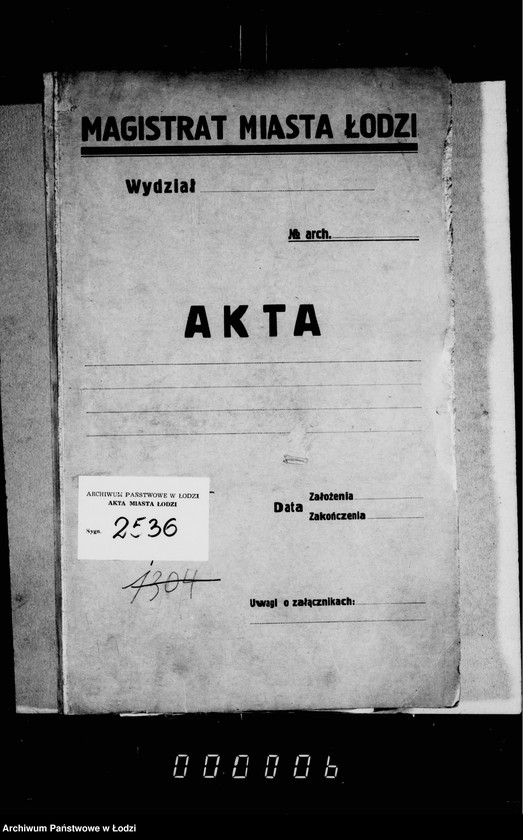 MAGISTRAT MIASTA ŁODZI
Wydział
№ arch.
AKTA
ARCHIWUM PAŃSTWOWE W ŁODZI
AKTA MIASTA ŁODZI
Sygn. 2536
Data
Założenia
Zakończenia
1304
Uwagi o załącznikach:
000006
Archiwum Państwowe w Łodzi